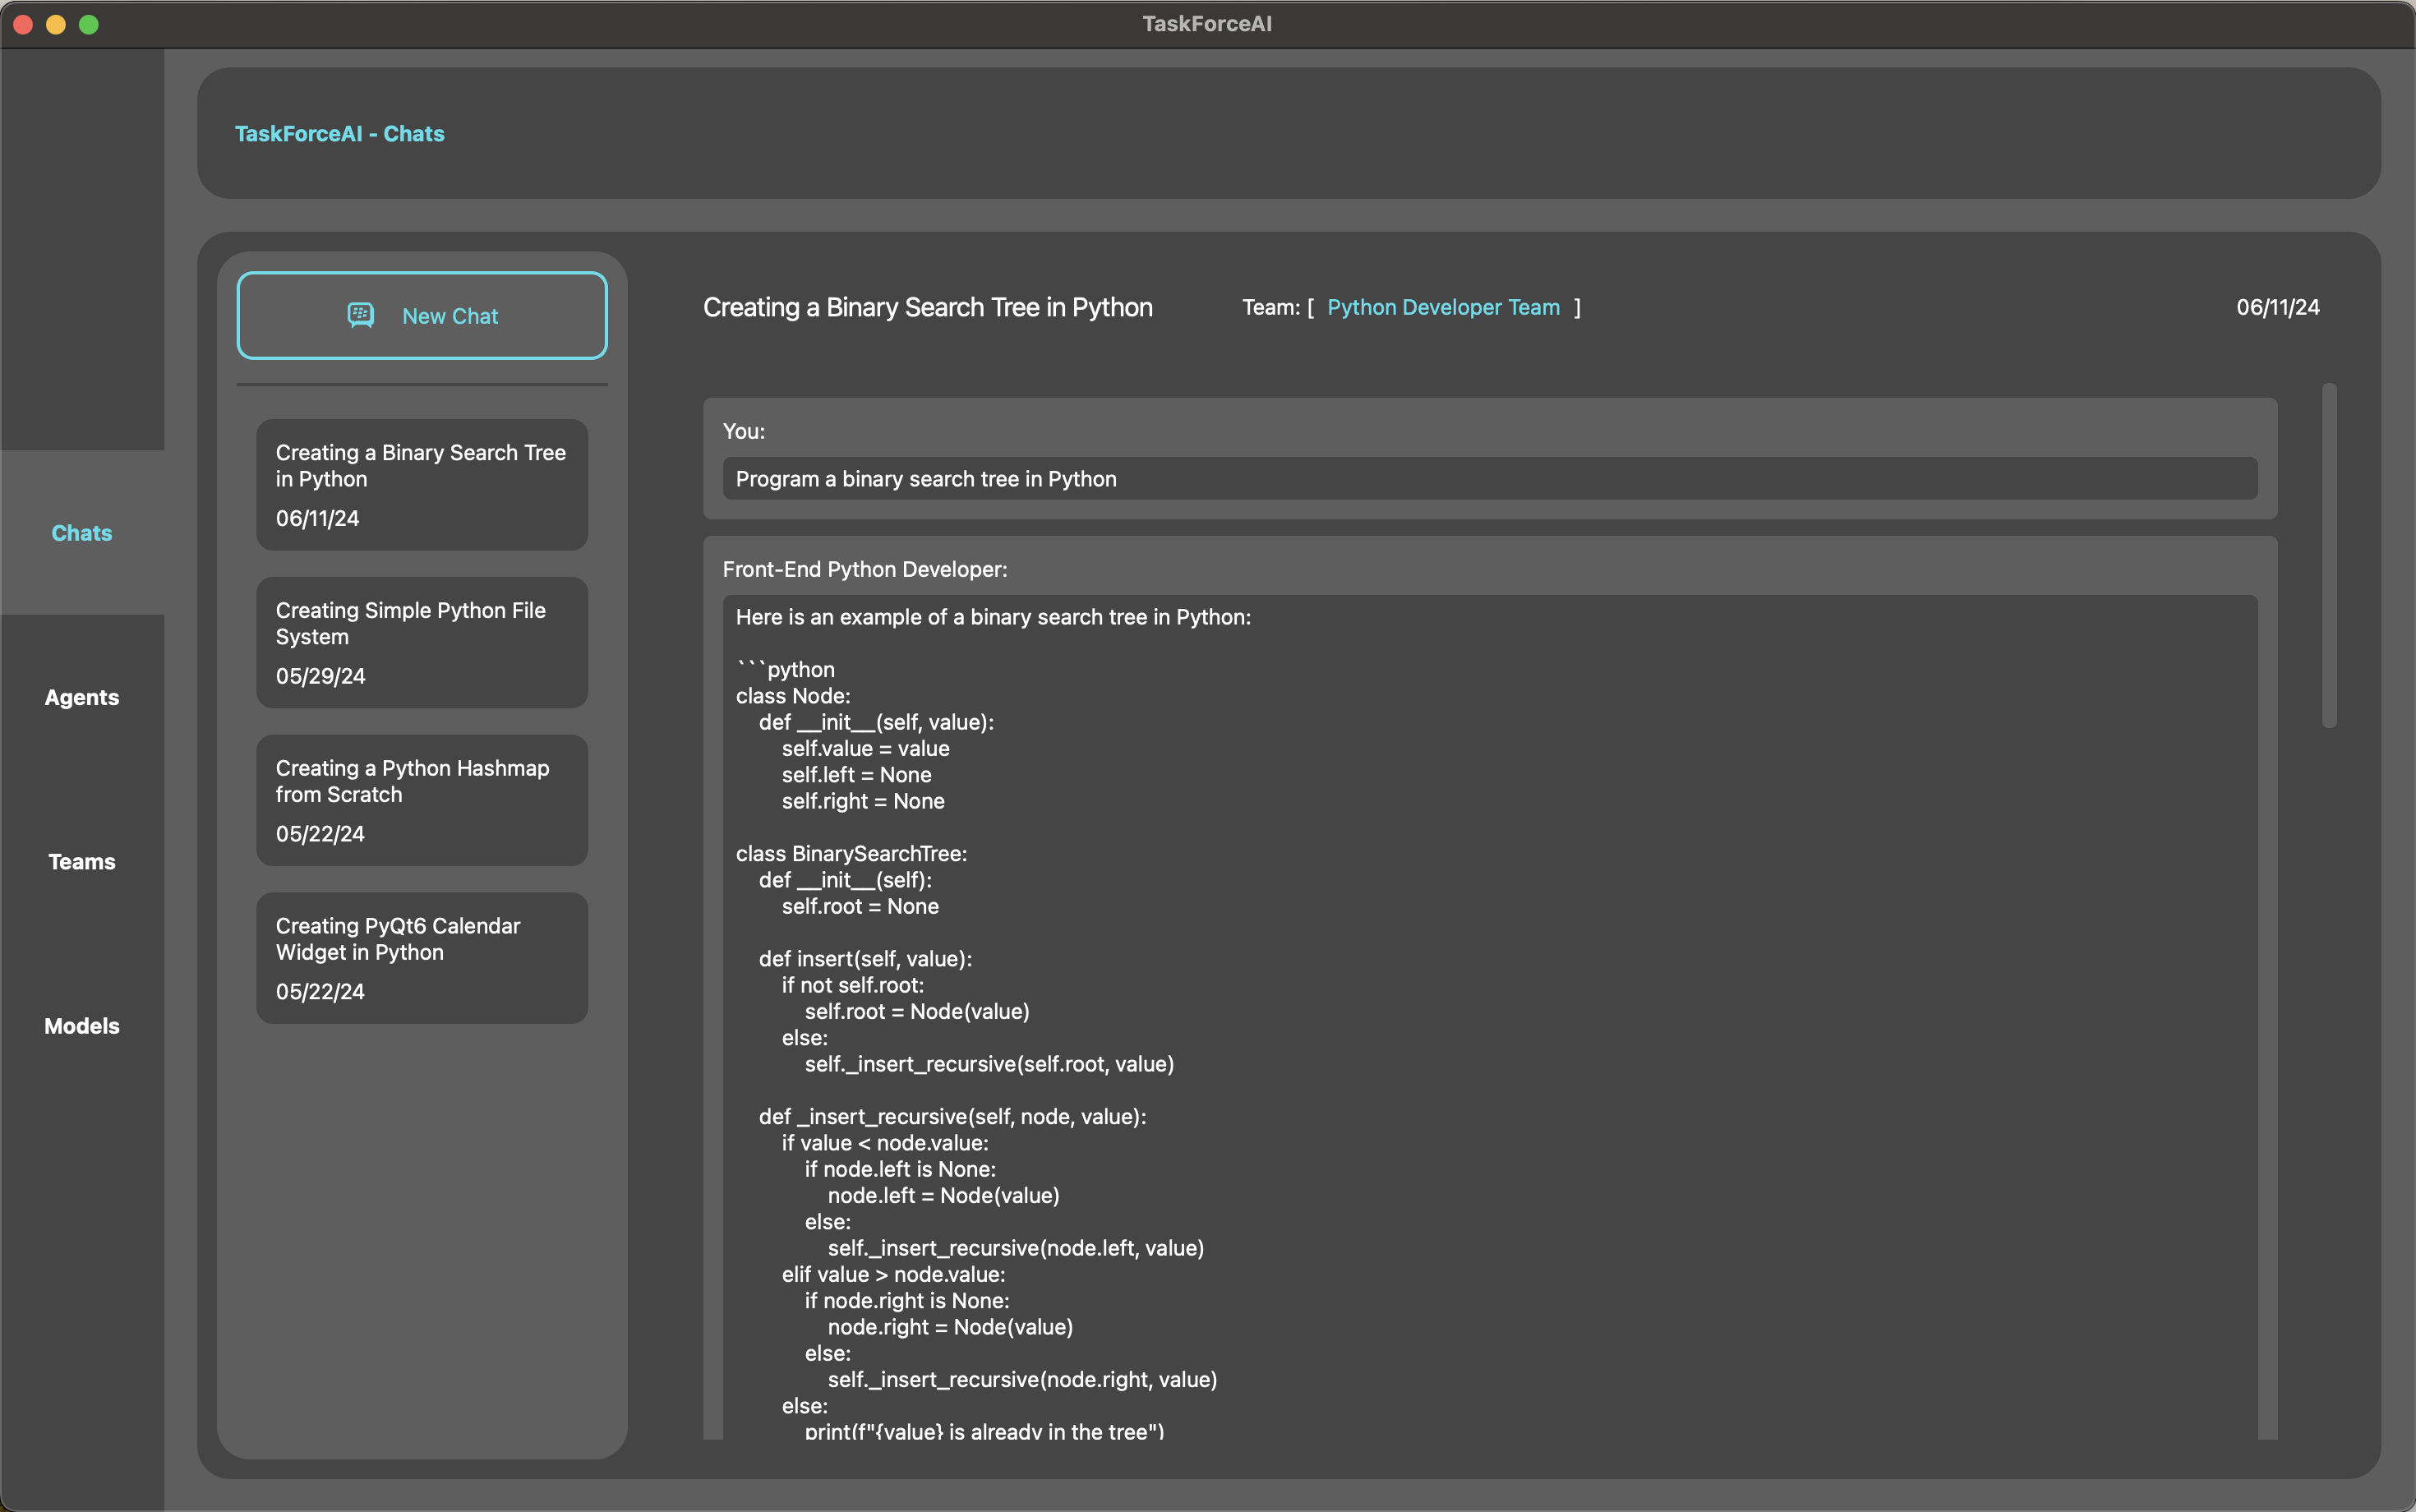 TaskForceAI
TaskForceAI - Chats
Chats
Agents
Teams
Models
New Chat
Creating a Binary Search Tree
in Python
06/11/24
Creating Simple Python File
System
05/29/24
Creating a Python Hashmap
from Scratch
05/22/24
Creating PyQt6 Calendar
Widget in Python
05/22/24
Creating a Binary Search Tree in Python
Team: [ Python Developer Team ]
06/11/24
You:
Program a binary search tree in Python
Front-End Python Developer:
Here is an example of a binary search tree in Python:
```python
class Node:
    def __init__(self, value):
        self.value = value
        self.left = None
        self.right = None
class BinarySearchTree:
    def __init__(self):
        self.root = None
    def insert(self, value):
        if not self.root:
            self.root = Node(value)
        else:
            self._insert_recursive(self.root, value)
    def _insert_recursive(self, node, value):
        if value < node.value:
            if node.left is None:
                node.left = Node(value)
            else:
                self._insert_recursive(node.left, value)
        elif value > node.value:
            if node.right is None:
                node.right = Node(value)
            else:
                self._insert_recursive(node.right, value)
        else:
            print(f"{value} is already in the tree")